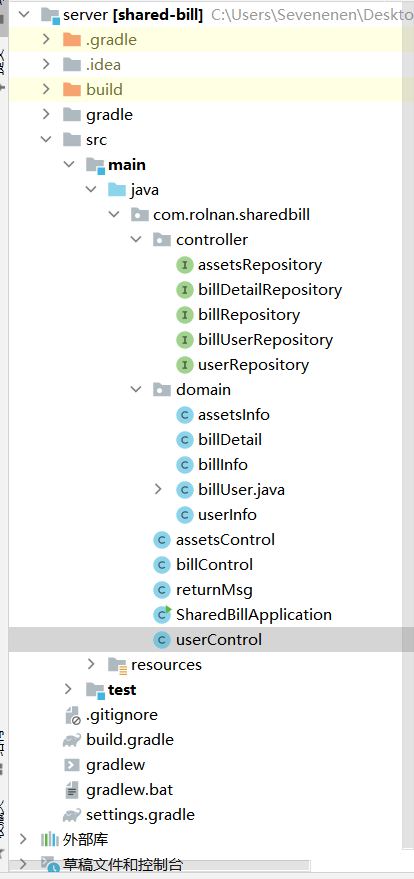 server [shared-bill] C:\Users\Sevenenen\Deskto
.gradle
.idea
build
gradle
src
main
java
com.rolnan.sharedbill
controller
assetsRepository
billDetailRepository
billRepository
billUserRepository
userRepository
domain
assetsInfo
billDetail
billInfo
billUser.java
userInfo
assetsControl
billControl
returnMsg
SharedBillApplication
userControl
resources
test
.gitignore
build.gradle
gradlew
gradlew.bat
settings.gradle
外部库
草稿文件和控制台